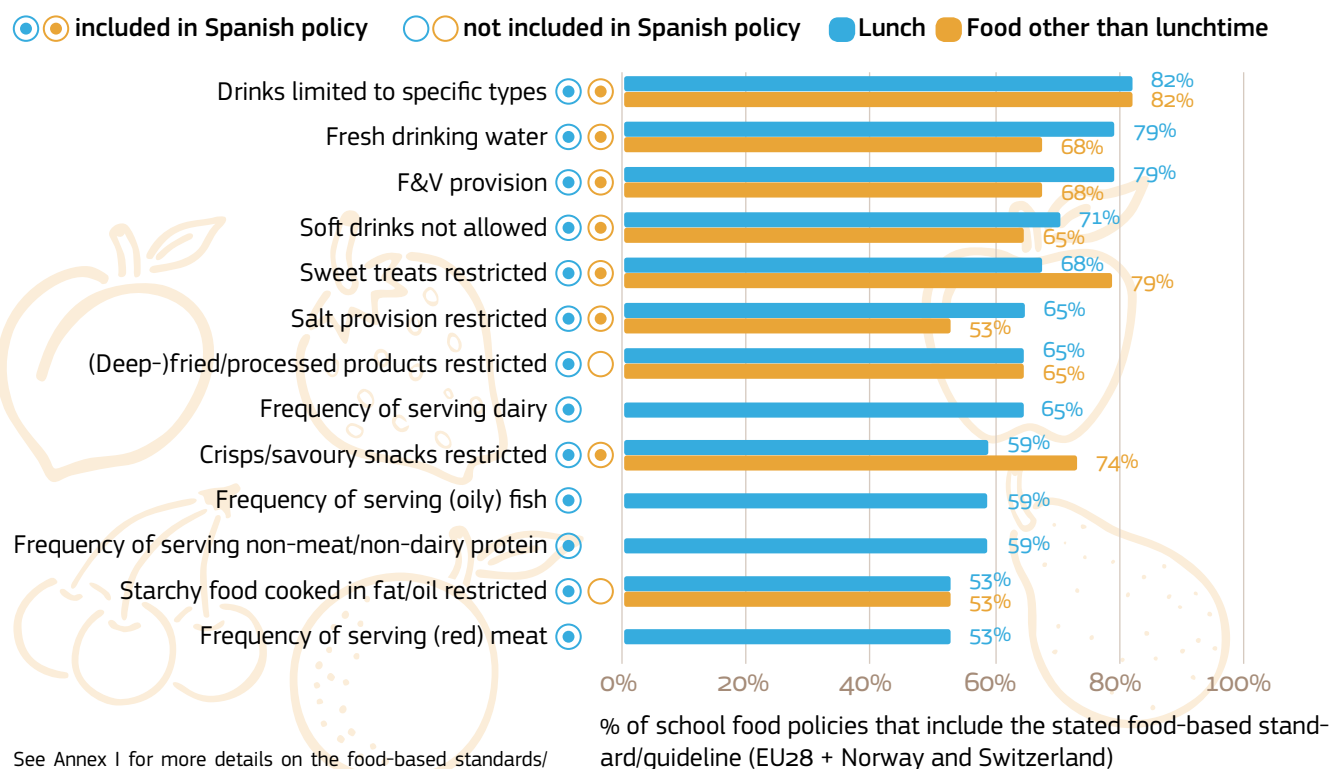 included in Spanish policy not included in Spanish policy Lunch Food other than lunchtime
Drinks limited to specific types 82%
82%
Fresh drinking water 79%
68%
F&V provision 79%
68%
Soft drinks not allowed 71%
65%
Sweet treats restricted 68%
79%
Salt provision restricted 65%
53%
(Deep-)fried/processed products restricted 65%
65%
Frequency of serving dairy 65%
Crisps/savoury snacks restricted 59%
74%
Frequency of serving (oily) fish 59%
Frequency of serving non-meat/non-dairy protein 59%
Starchy food cooked in fat/oil restricted 53%
53%
Frequency of serving (red) meat 53%
0% 20% 40% 60% 80% 100%
% of school food policies that include the stated food-based stand-
ard/guideline (EU28 + Norway and Switzerland)
See Annex I for more details on the food-based standards/